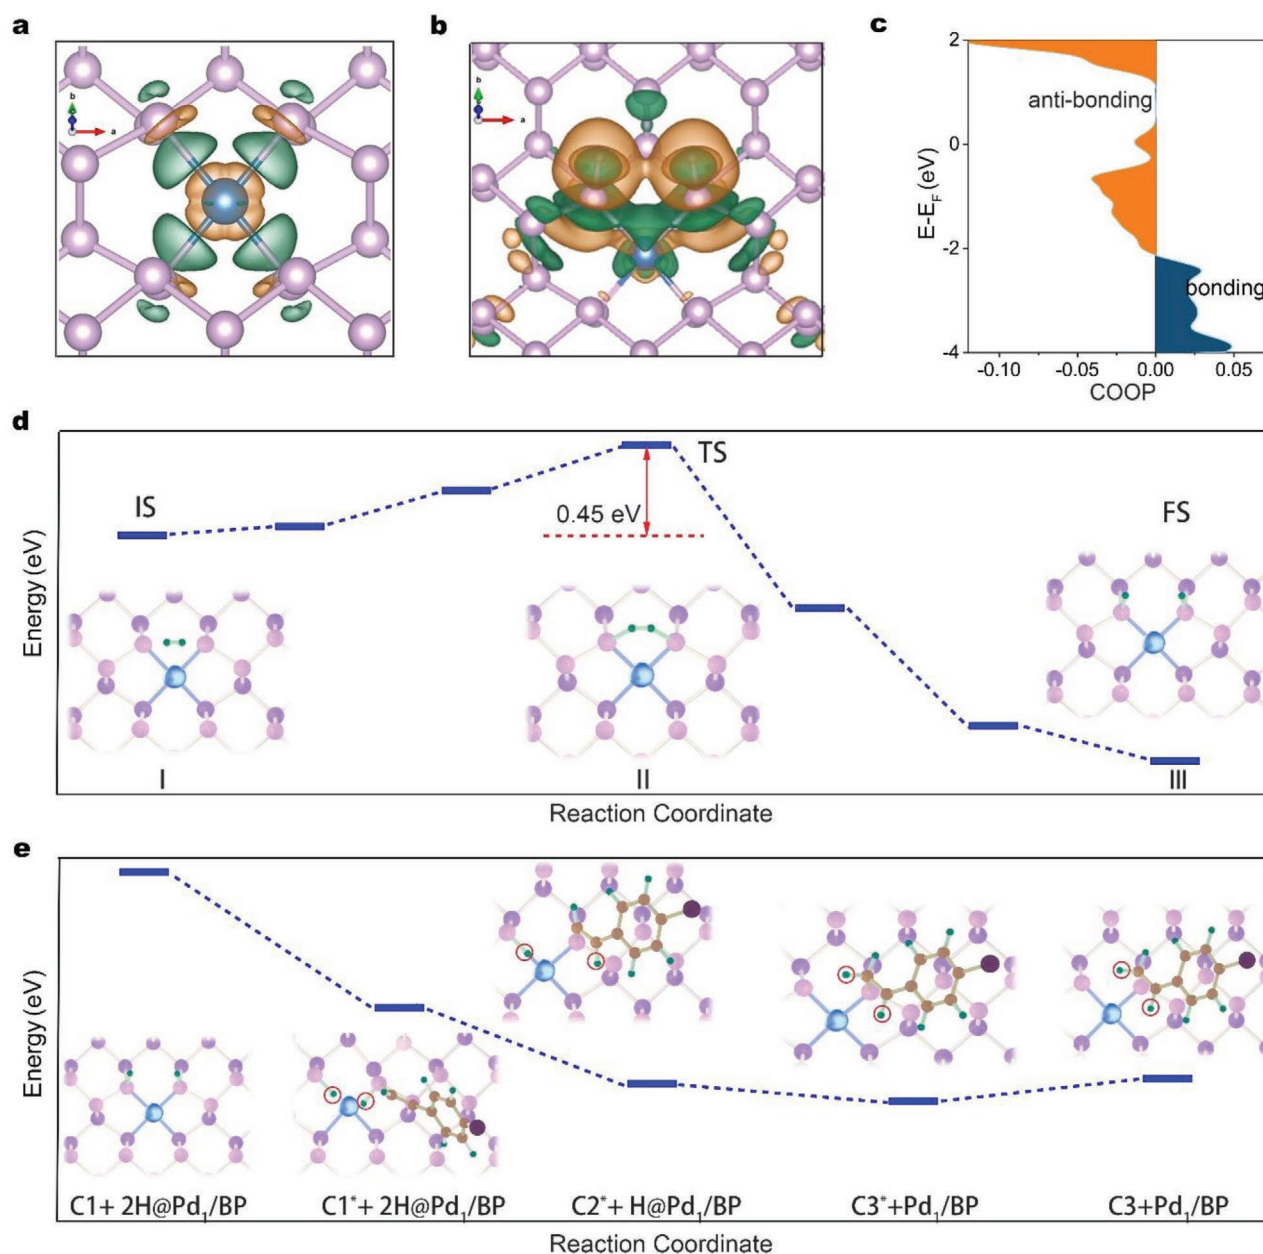 a
b
c
b
a
b
a
2
0
-2
-4
E-E_F (eV)
anti-bonding
bonding
-0.10
-0.05
0.00
0.05
COOP
d
Energy (eV)
IS
TS
0.45 eV
FS
I
II
III
Reaction Coordinate
e
Energy (eV)
C1+ 2H@Pd₁/BP
C1*+ 2H@Pd₁/BP
C2*+ H@Pd₁/BP
C3*+Pd₁/BP
C3+Pd₁/BP
Reaction Coordinate